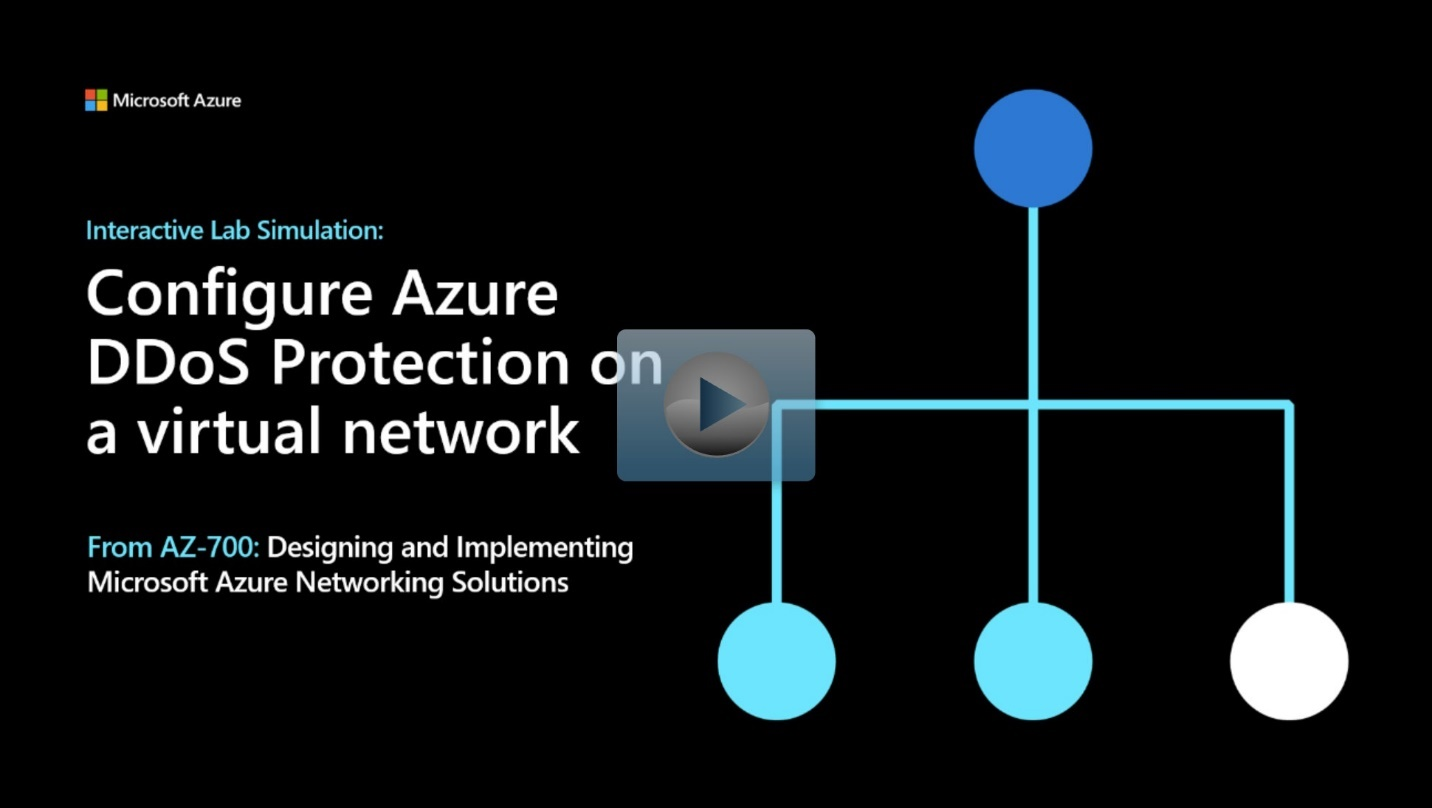 Microsoft Azure
Interactive Lab Simulation:
Configure Azure
DDoS Protection on
a virtual network
From AZ-700: Designing and Implementing
Microsoft Azure Networking Solutions